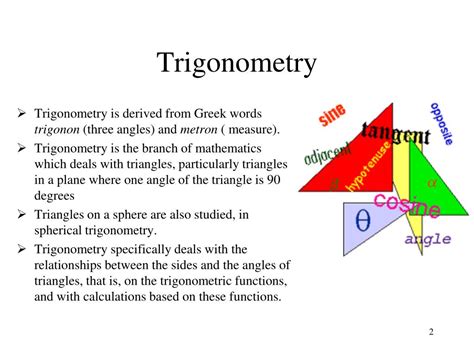 Trigonometry
➢ Trigonometry is derived from Greek words
trigonon (three angles) and metron ( measure).
➢ Trigonometry is the branch of mathematics
which deals with triangles, particularly triangles
in a plane where one angle of the triangle is 90
degrees
➢ Triangles on a sphere are also studied, in
spherical trigonometry.
➢ Trigonometry specifically deals with the
relationships between the sides and the angles of
triangles, that is, on the trigonometric functions,
and with calculations based on these functions.
sine
opposite
tangent
adjacent
hypotenuse
α
cosine
θ
angle
2